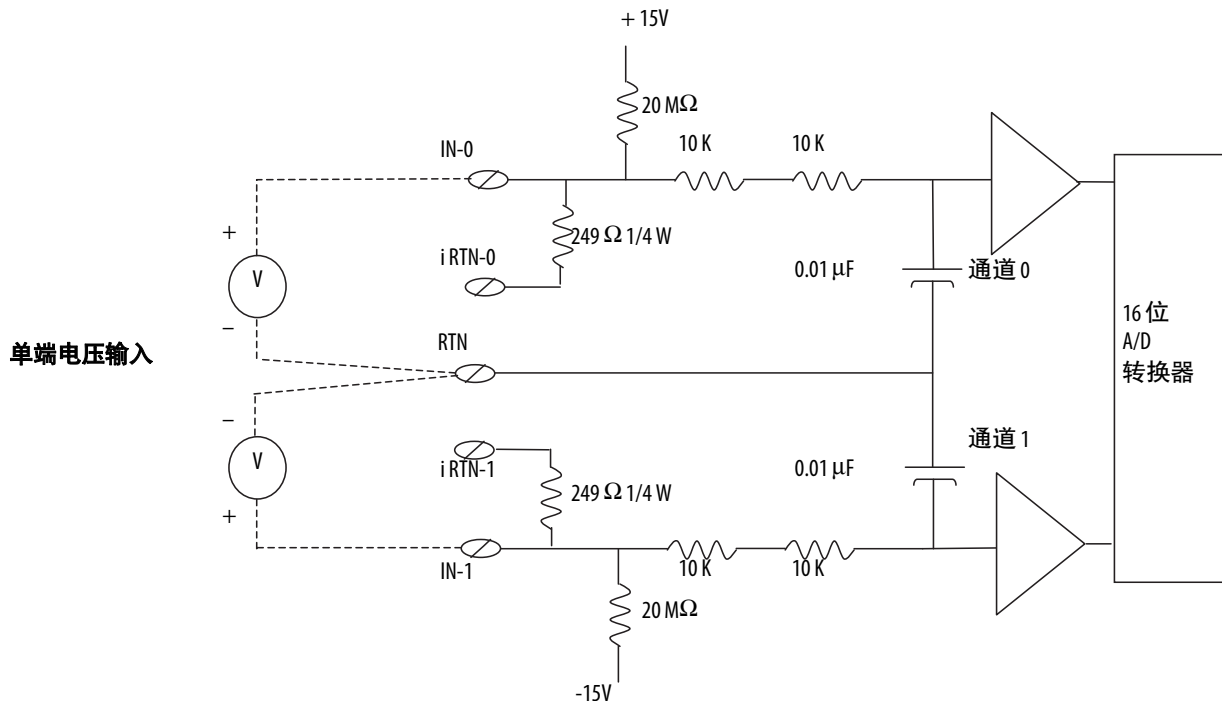 + 15V
20 MΩ
10 K
10 K
IN-0
249 Ω 1/4 W
i RTN-0
+
V
−
0.01 µF
通道 0
16 位
A/D
转换器
单端电压输入
RTN
−
V
+
通道 1
i RTN-1
0.01 µF
249 Ω 1/4 W
IN-1
10 K
10 K
20 MΩ
-15V